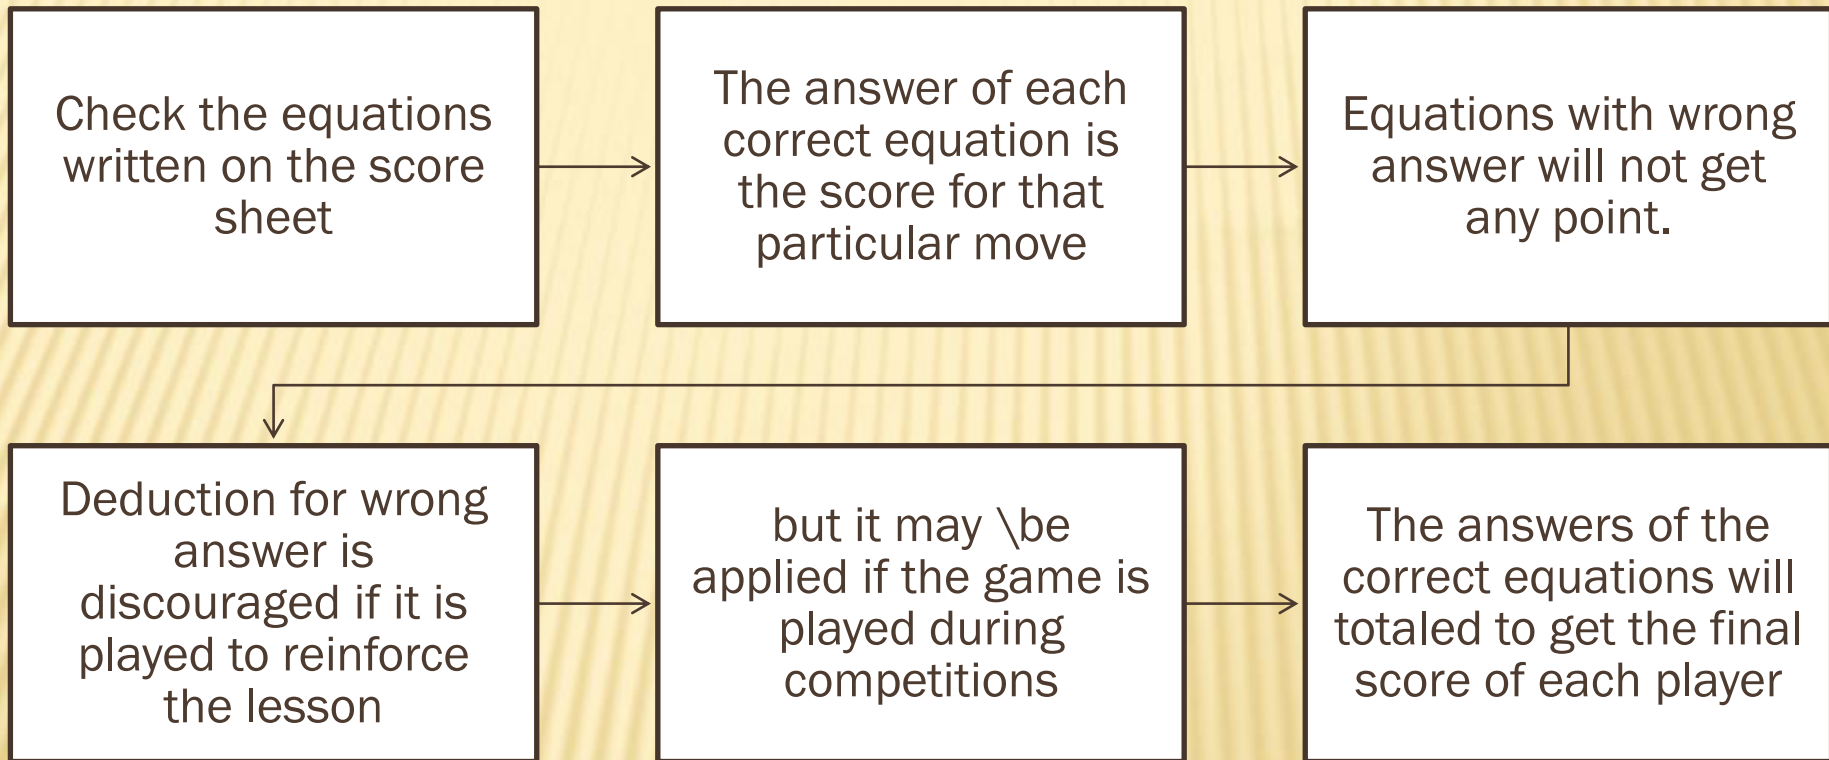 Check the equations
written on the score
sheet
The answer of each
correct equation is
the score for that
particular move
Equations with wrong
answer will not get
any point.
Deduction for wrong
answer is
discouraged if it is
played to reinforce
the lesson
but it may \be
applied if the game is
played during
competitions
The answers of the
correct equations will
totaled to get the final
score of each player